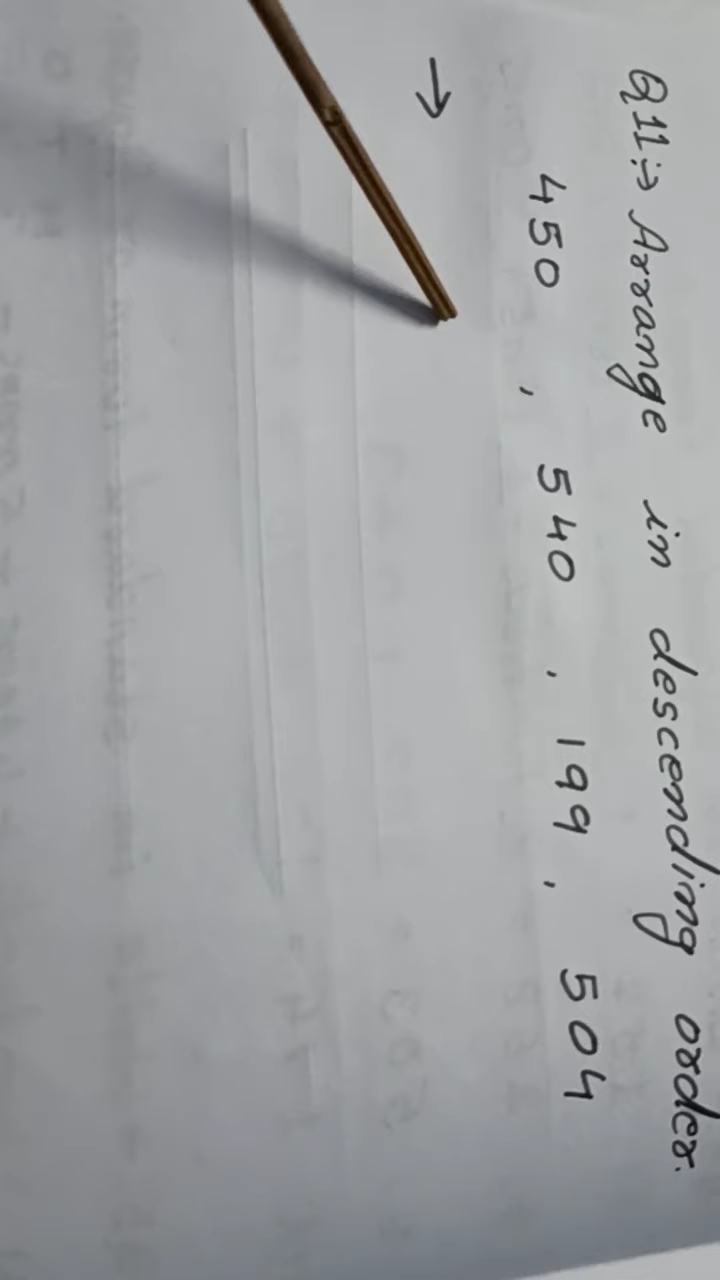 Q11:→ Arrange in descending order.
450 , 540 , 199 , 504
→